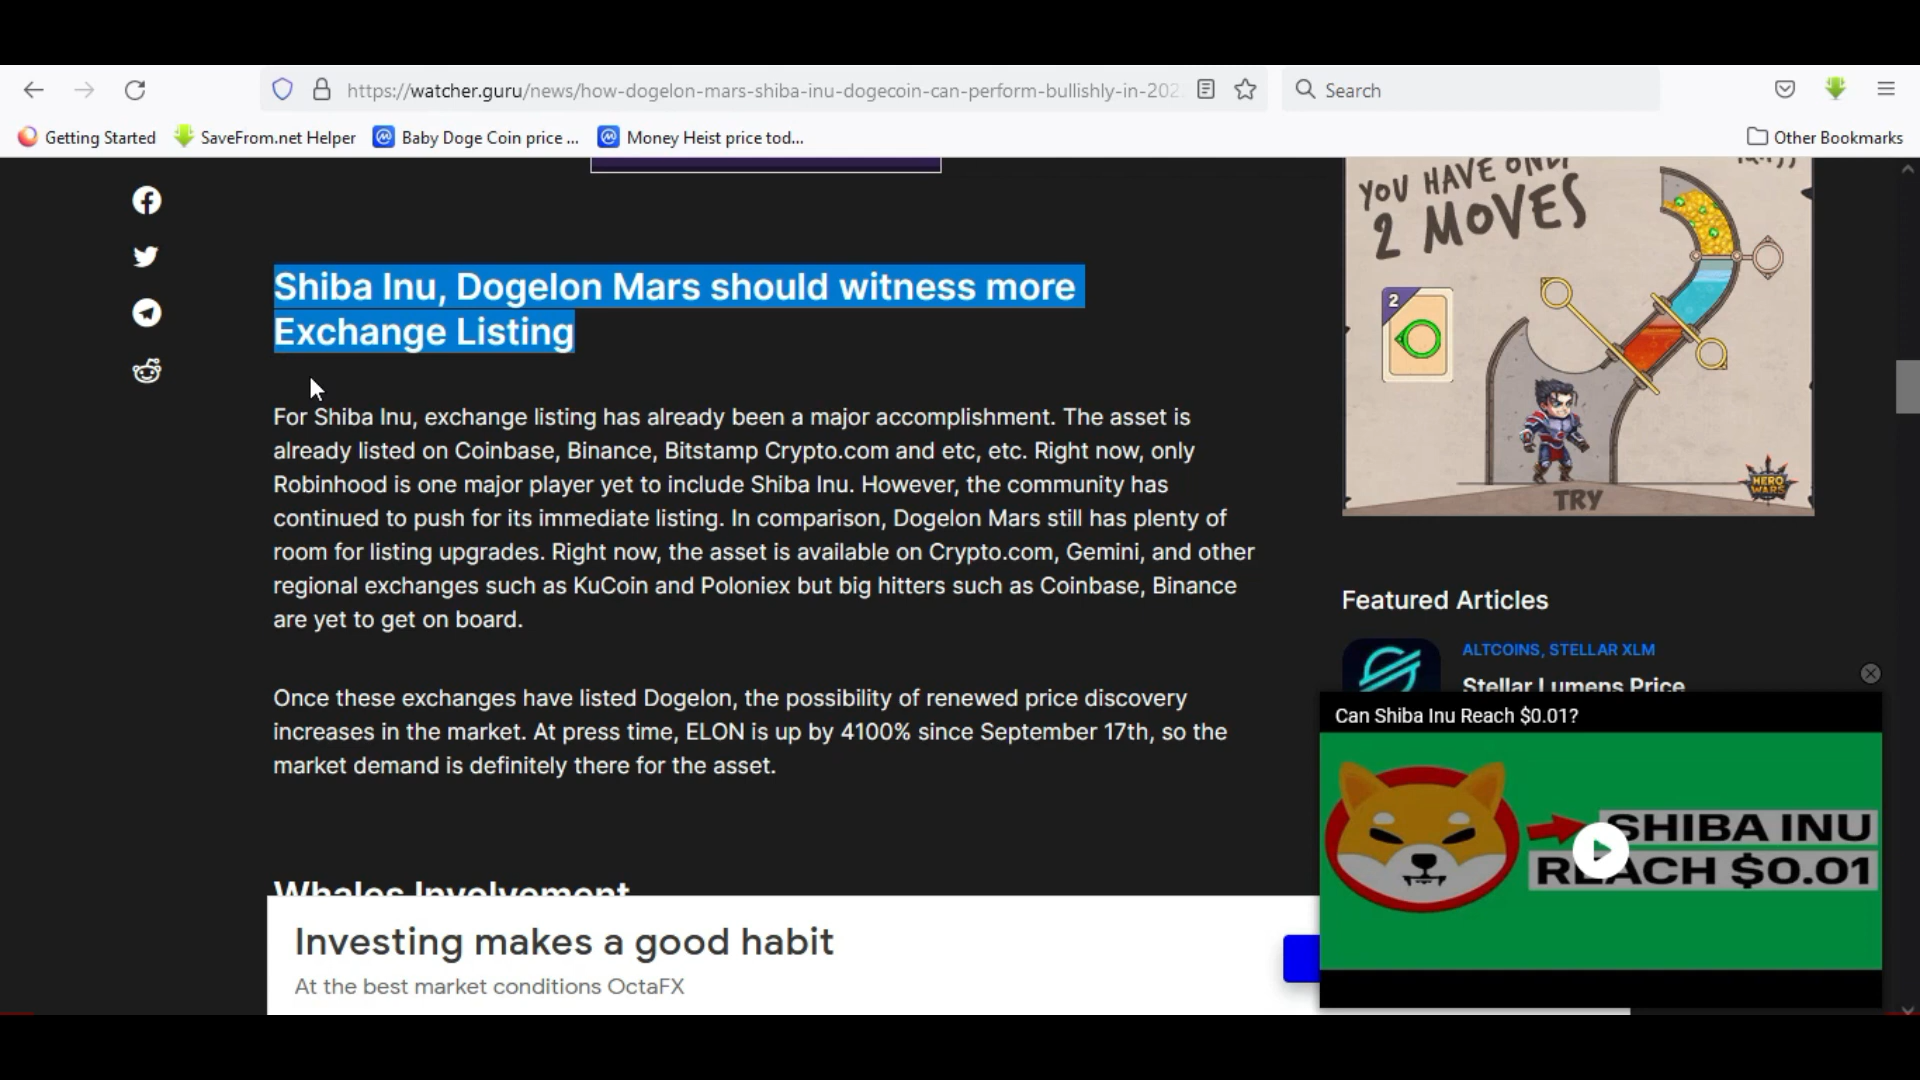 https://watcher.guru/news/how-dogelon-mars-shiba-inu-dogecoin-can-perform-bullishly-in-202
Search
Getting Started
SaveFrom.net Helper
Baby Doge Coin price ...
Money Heist price tod...
Other Bookmarks
Shiba Inu, Dogelon Mars should witness more
Exchange Listing
For Shiba Inu, exchange listing has already been a major accomplishment. The asset is
already listed on Coinbase, Binance, Bitstamp Crypto.com and etc, etc. Right now, only
Robinhood is one major player yet to include Shiba Inu. However, the community has
continued to push for its immediate listing. In comparison, Dogelon Mars still has plenty of
room for listing upgrades. Right now, the asset is available on Crypto.com, Gemini, and other
regional exchanges such as KuCoin and Poloniex but big hitters such as Coinbase, Binance
are yet to get on board.
Once these exchanges have listed Dogelon, the possibility of renewed price discovery
increases in the market. At press time, ELON is up by 4100% since September 17th, so the
market demand is definitely there for the asset.
Whales Involvement
Investing makes a good habit
At the best market conditions OctaFX
YOU HAVE ONLY
2 MOVES
2
HERO
WARS
TRY
Featured Articles
ALTCOINS, STELLAR XLM
Stellar Lumens Price
Can Shiba Inu Reach $0.01?
SHIBA INU
REACH $0.01